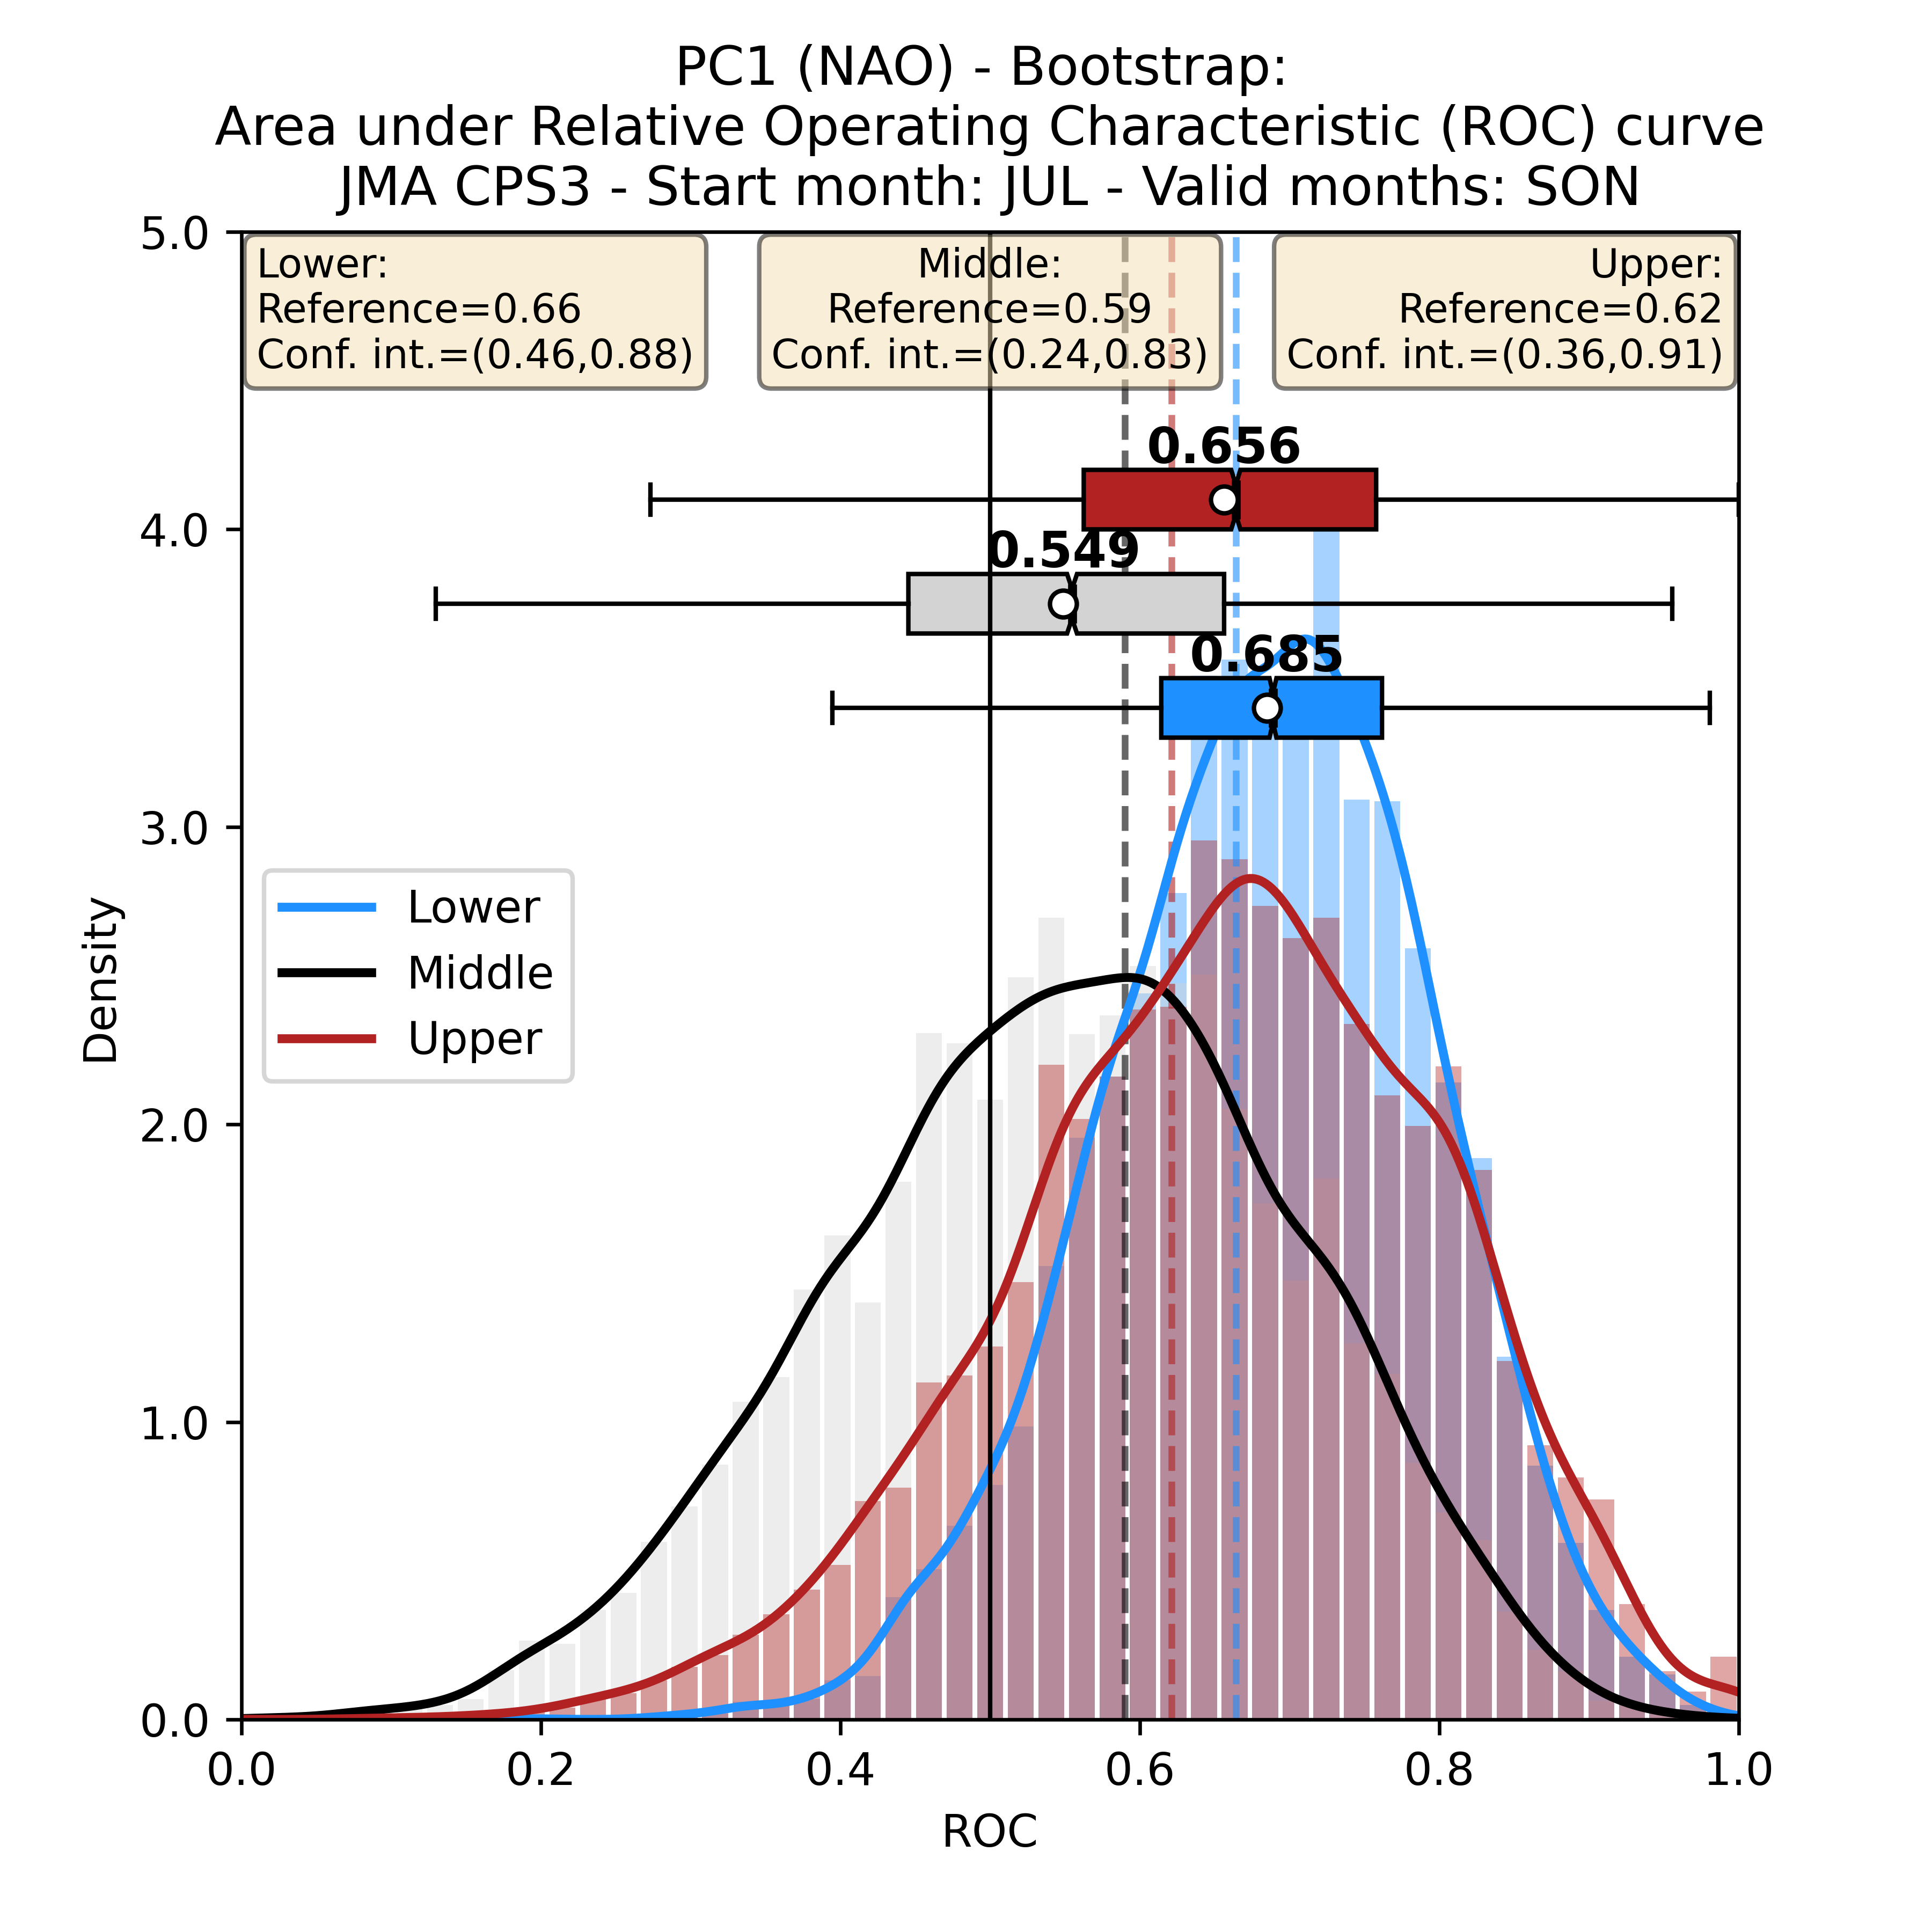 PC1 (NAO) - Bootstrap:
Area under Relative Operating Characteristic (ROC) curve
JMA CPS3 - Start month: JUL - Valid months: SON
Lower:
Reference=0.66
Conf. int.=(0.46,0.88)
Middle:
Reference=0.59
Conf. int.=(0.24,0.83)
Upper:
Reference=0.62
Conf. int.=(0.36,0.91)
0.656
0.549
0.685
Lower
Middle
Upper
Density
5.0
4.0
3.0
2.0
1.0
0.0
0.0 0.2 0.4 0.6 0.8 1.0
ROC